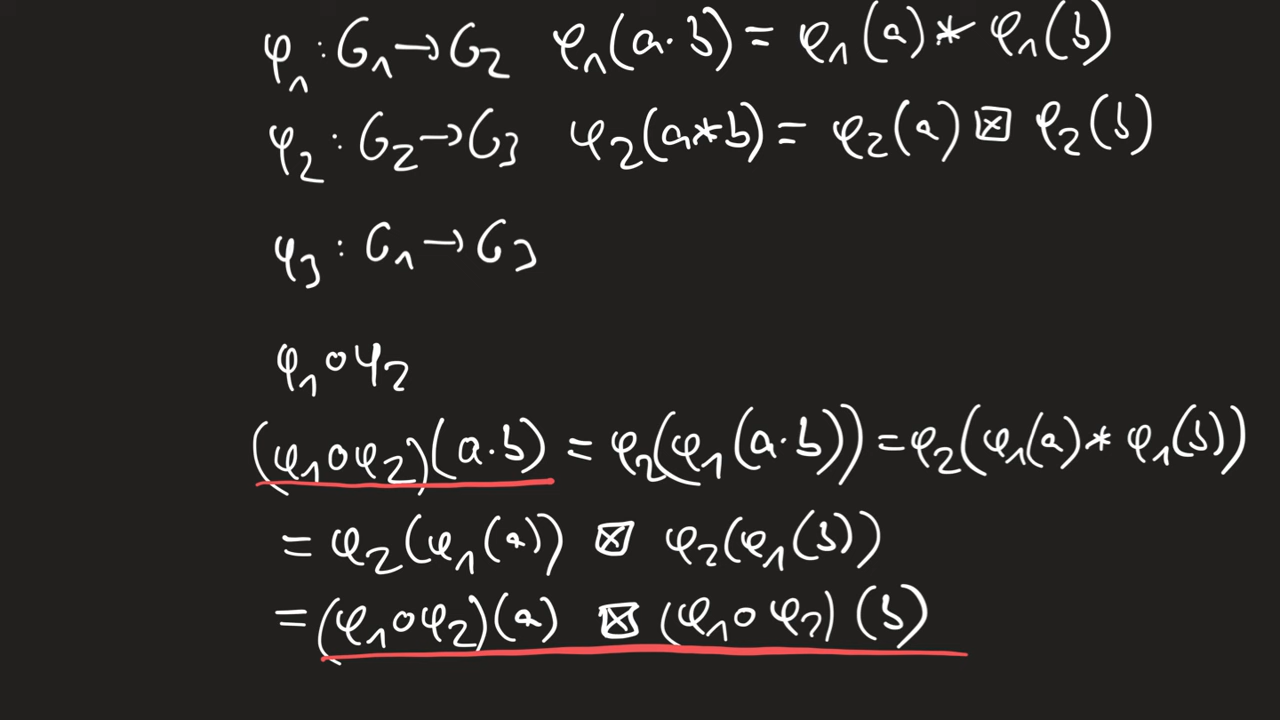 φ₁ : G₁ → G₂ φ₁(a·b) = φ₁(a) * φ₁(b)
φ₂ : G₂ → G₃ φ₂(a*b) = φ₂(a) ⊠ φ₂(b)
φ₃ : G₁ → G₃
φ₁∘φ₂
(φ₁∘φ₂)(a·b) = φ₂(φ₁(a·b)) = φ₂(φ₁(a) * φ₁(b))
= φ₂(φ₁(a)) ⊠ φ₂(φ₁(b))
= (φ₁∘φ₂)(a) ⊠ (φ₁∘φ₂)(b)